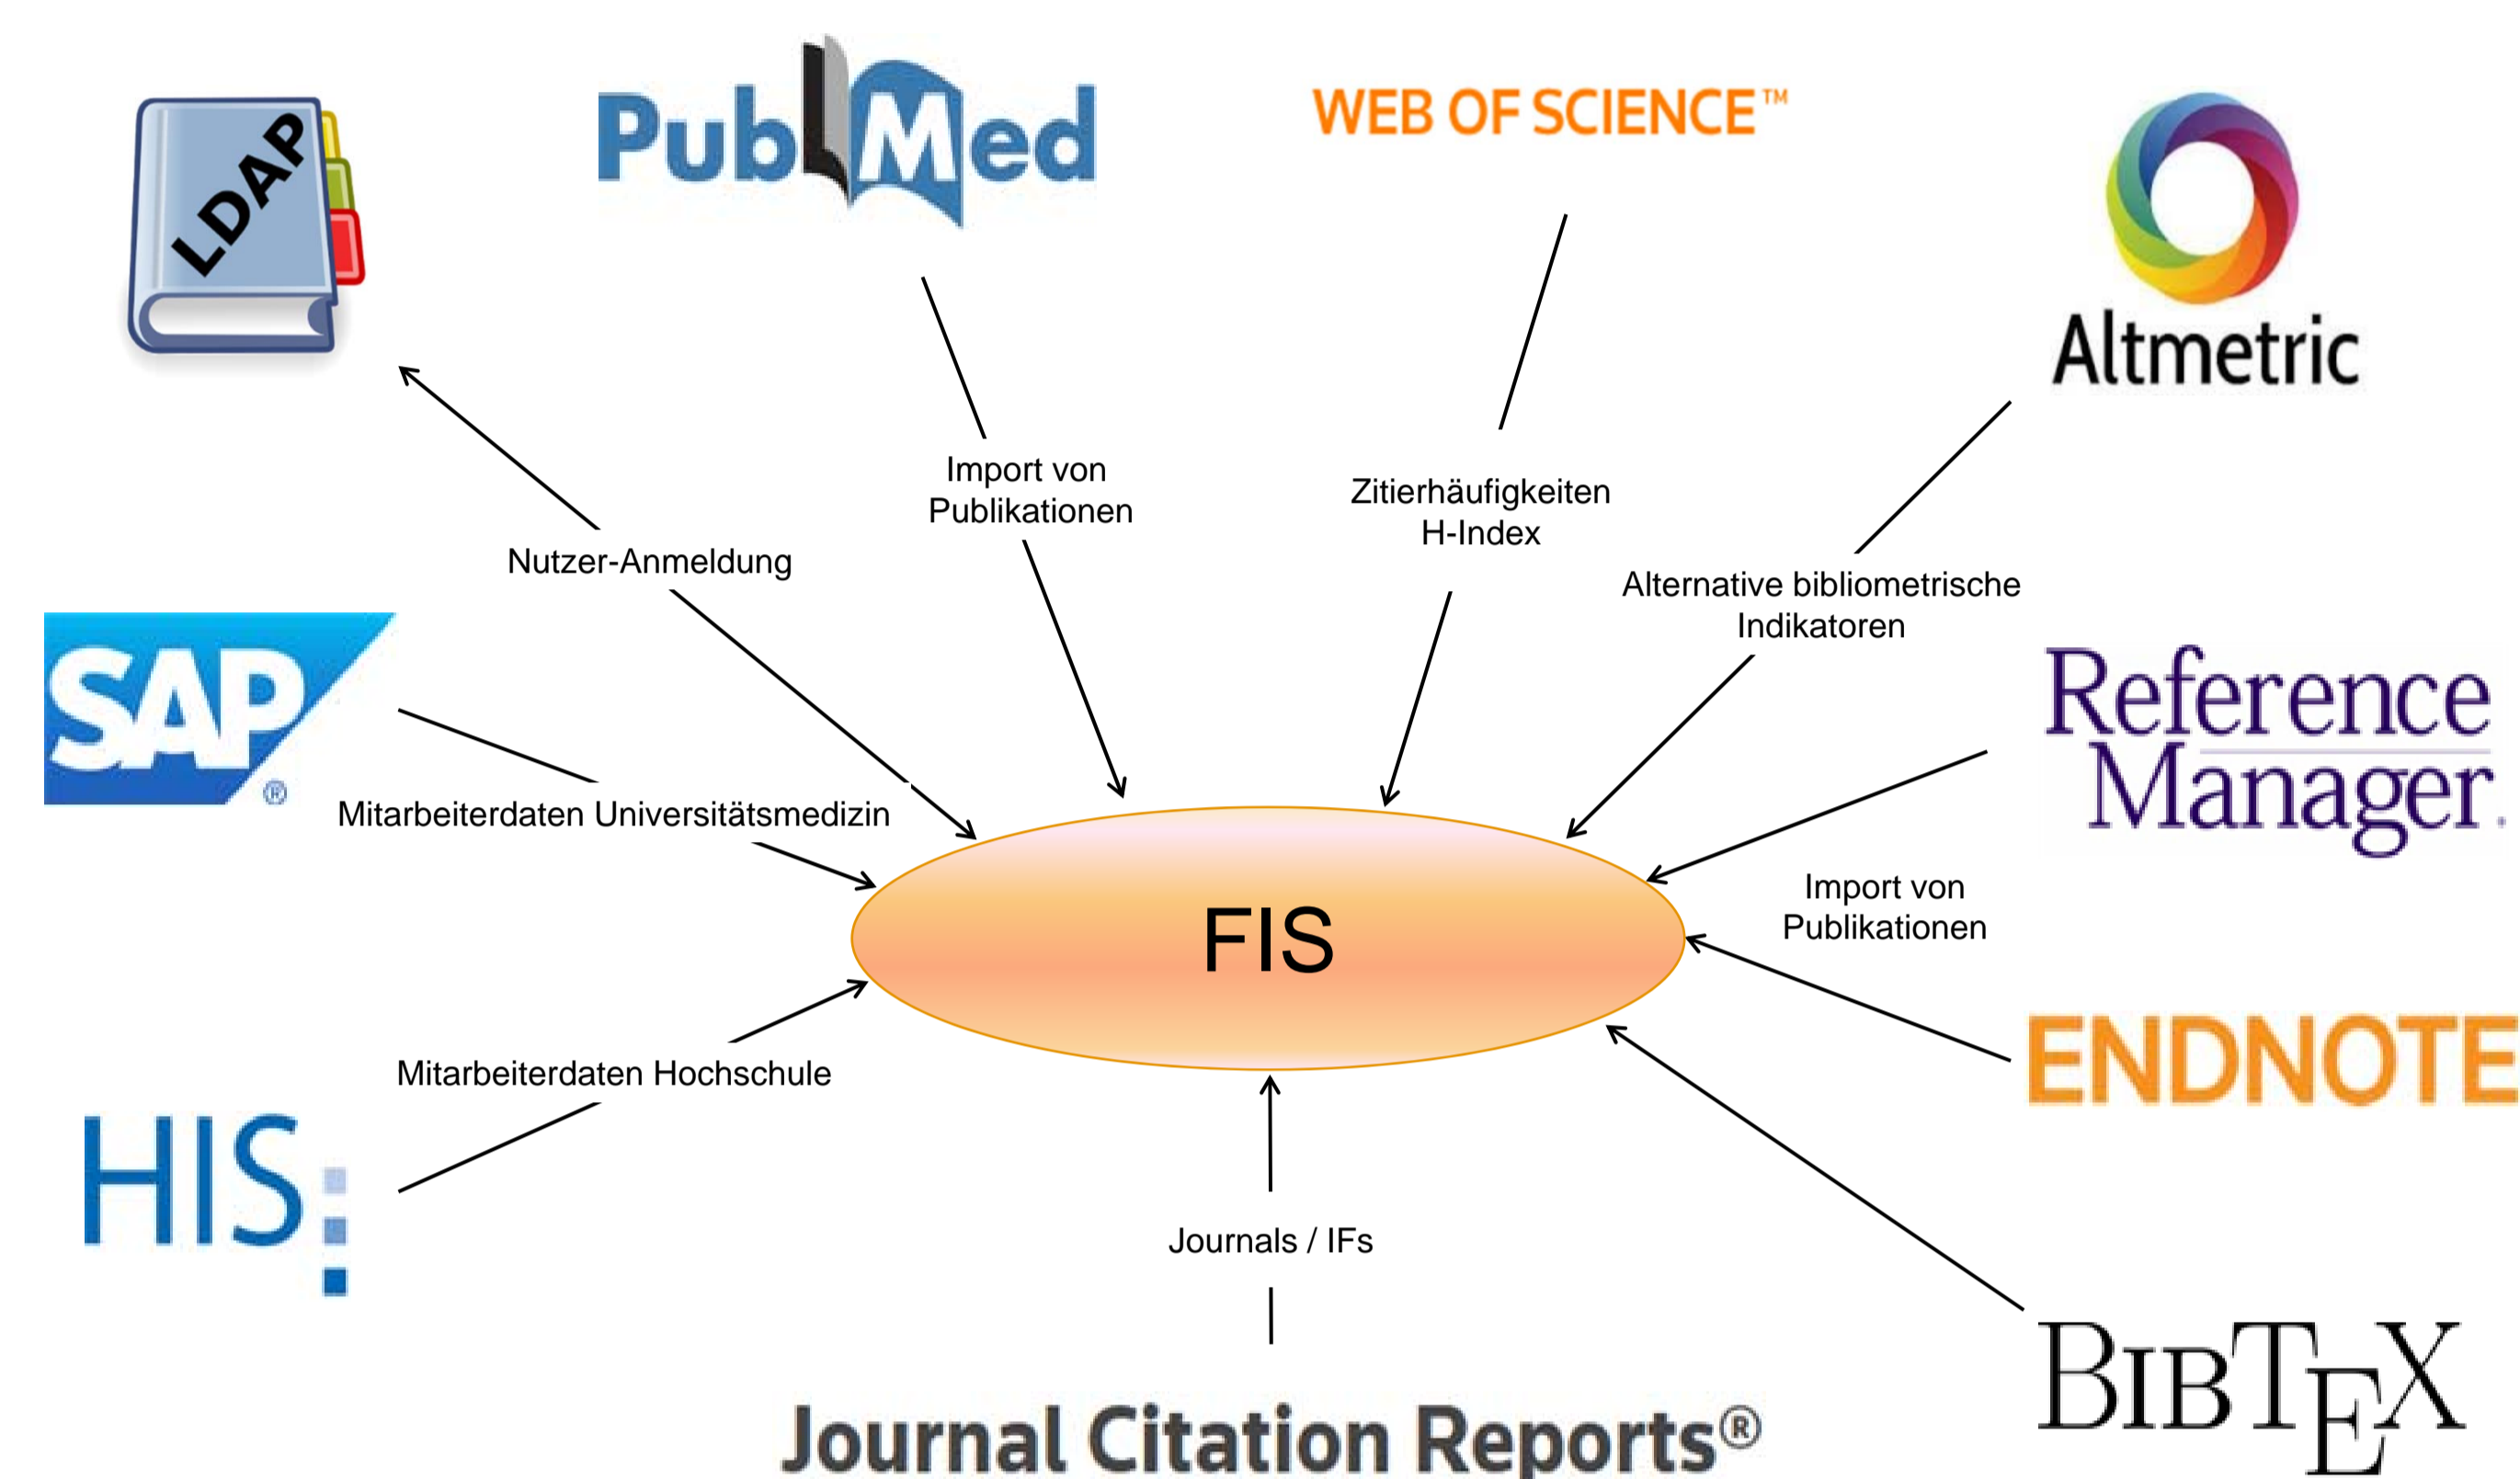 LDAP
PubMed
WEB OF SCIENCE™
Altmetric
Import von
Publikationen
Zitierhäufigkeiten
H-Index
Nutzer-Anmeldung
Alternative bibliometrische
Indikatoren
SAP®
Reference
Manager.
Mitarbeiterdaten Universitätsmedizin
FIS
Import von
Publikationen
ENDNOTE
Mitarbeiterdaten Hochschule
HIS
Journals / IFs
BIBTEX
Journal Citation Reports®